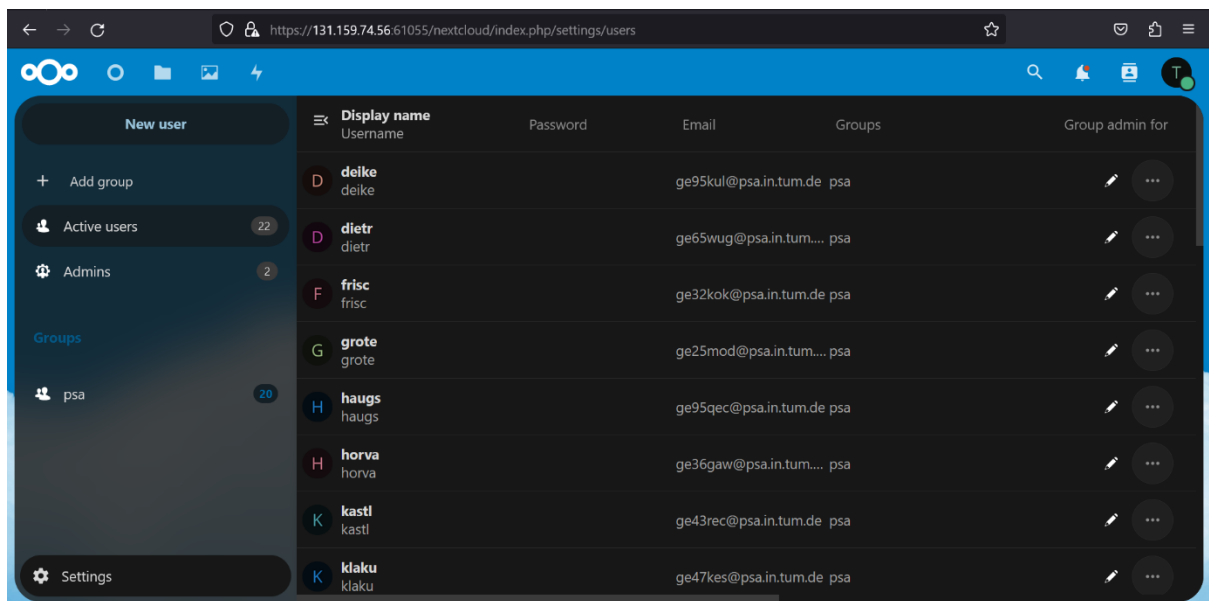 https://131.159.74.56:61055/nextcloud/index.php/settings/users
T
New user
Add group
Active users 22
Admins 2
Groups
psa 20
Settings
Display name
Username
Password Email Groups Group admin for
D deike
deike
ge95kul@psa.in.tum.de psa
D dietr
dietr
ge65wug@psa.in.tum.... psa
F frisc
frisc
ge32kok@psa.in.tum.de psa
G grote
grote
ge25mod@psa.in.tum.... psa
H haugs
haugs
ge95qec@psa.in.tum.de psa
H horva
horva
ge36gaw@psa.in.tum.... psa
K kastl
kastl
ge43rec@psa.in.tum.de psa
K klaku
klaku
ge47kes@psa.in.tum.de psa